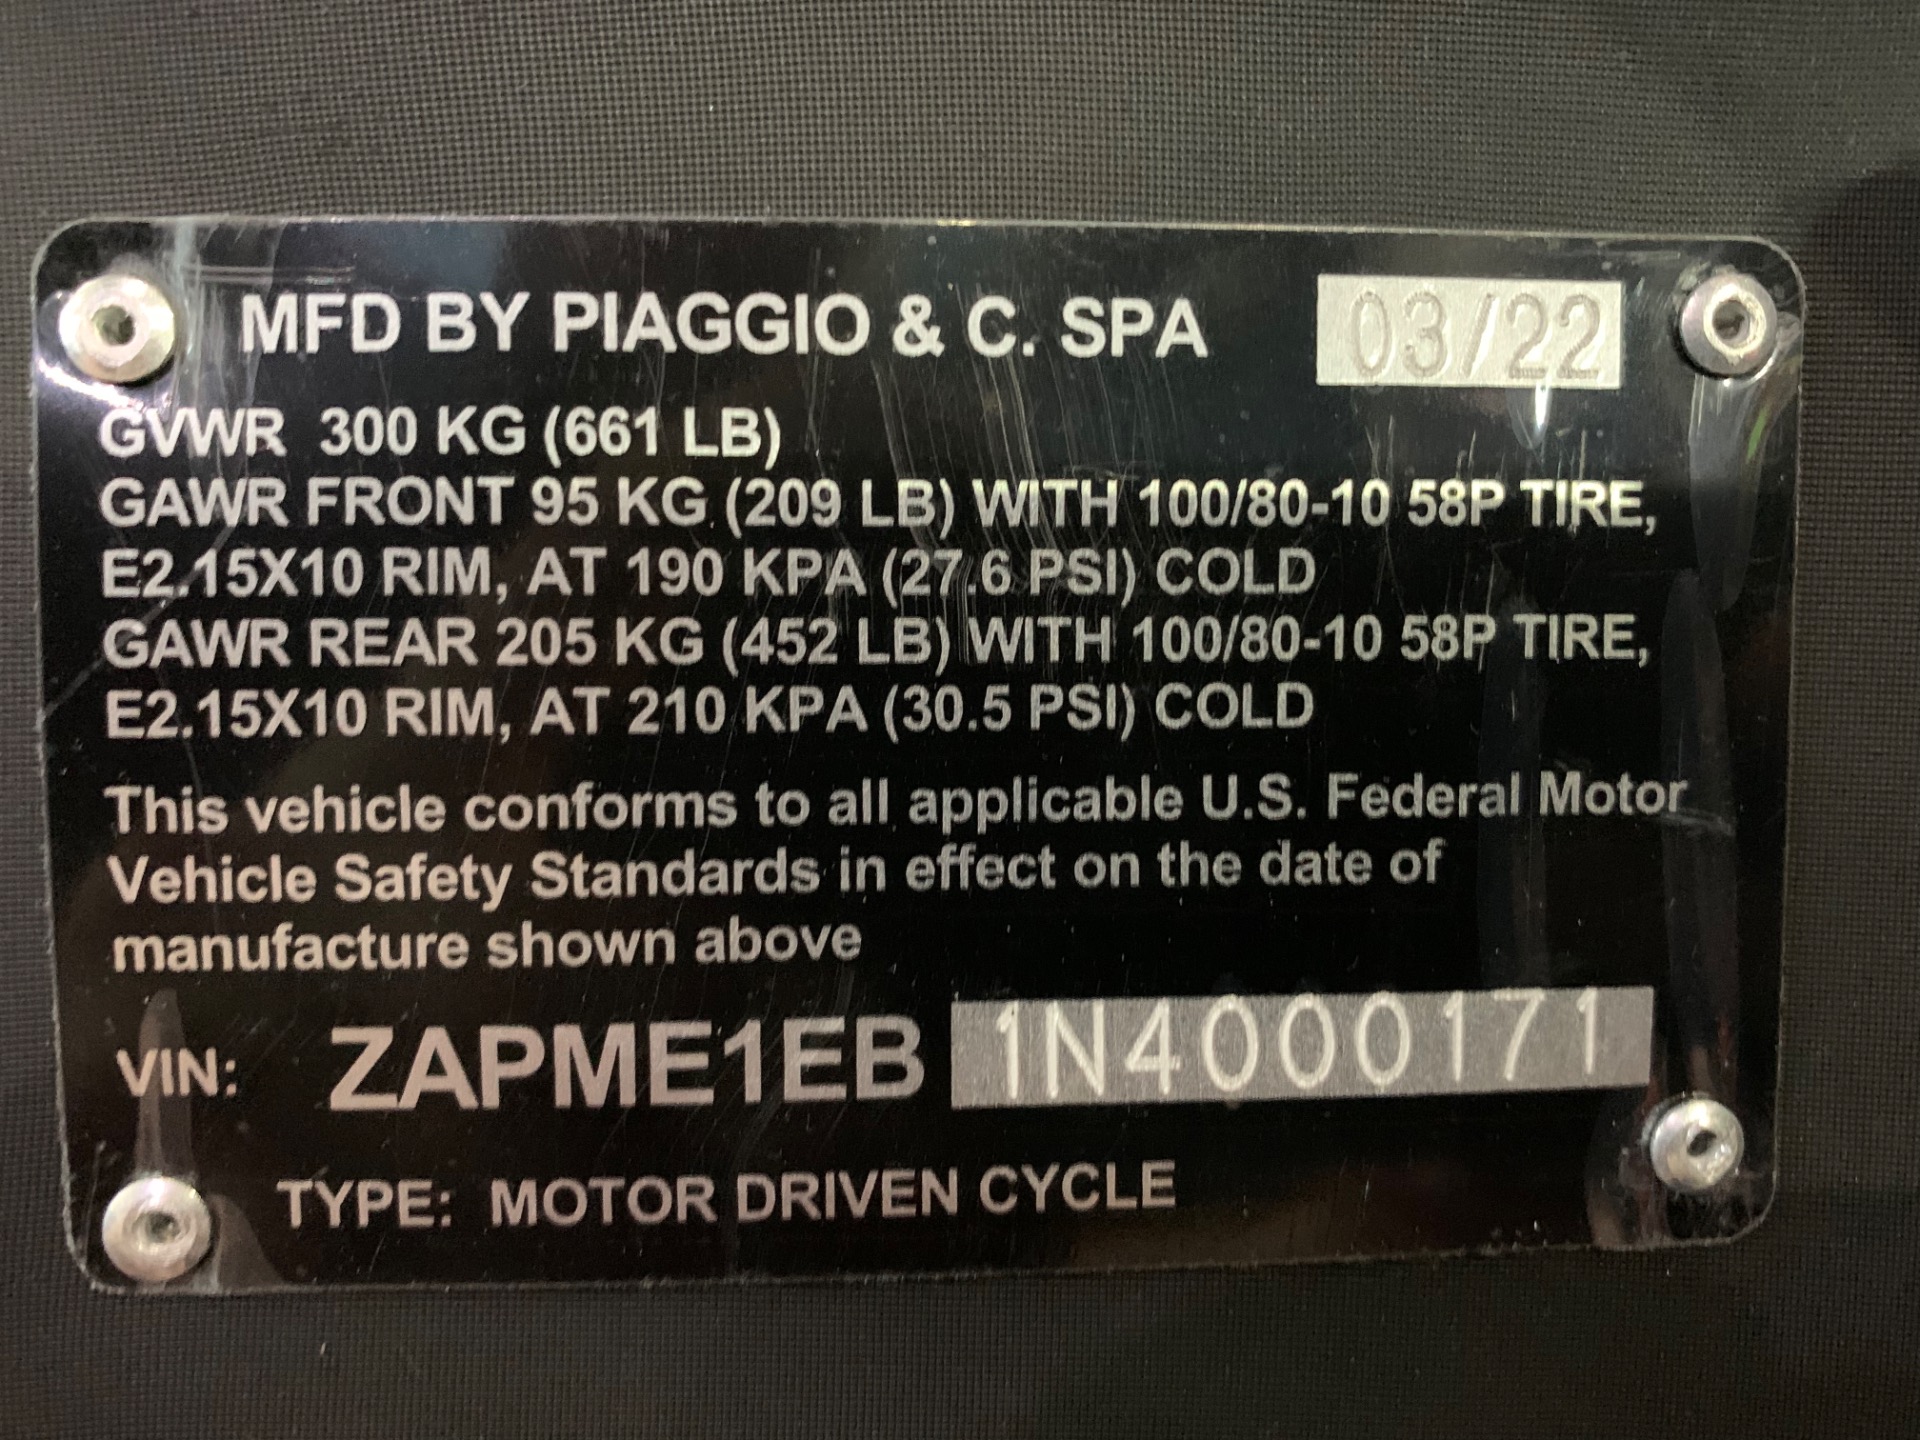 MFD BY PIAGGIO & C. SPA 03/22
GVWR 300 KG (661 LB)
GAWR FRONT 95 KG (209 LB) WITH 100/80-10 58P TIRE,
E2.15X10 RIM, AT 190 KPA (27.6 PSI) COLD
GAWR REAR 205 KG (452 LB) WITH 100/80-10 58P TIRE,
E2.15X10 RIM, AT 210 KPA (30.5 PSI) COLD
This vehicle conforms to all applicable U.S. Federal Motor
Vehicle Safety Standards in effect on the date of
manufacture shown above
VIN: ZAPME1EB1N4000171
TYPE: MOTOR DRIVEN CYCLE